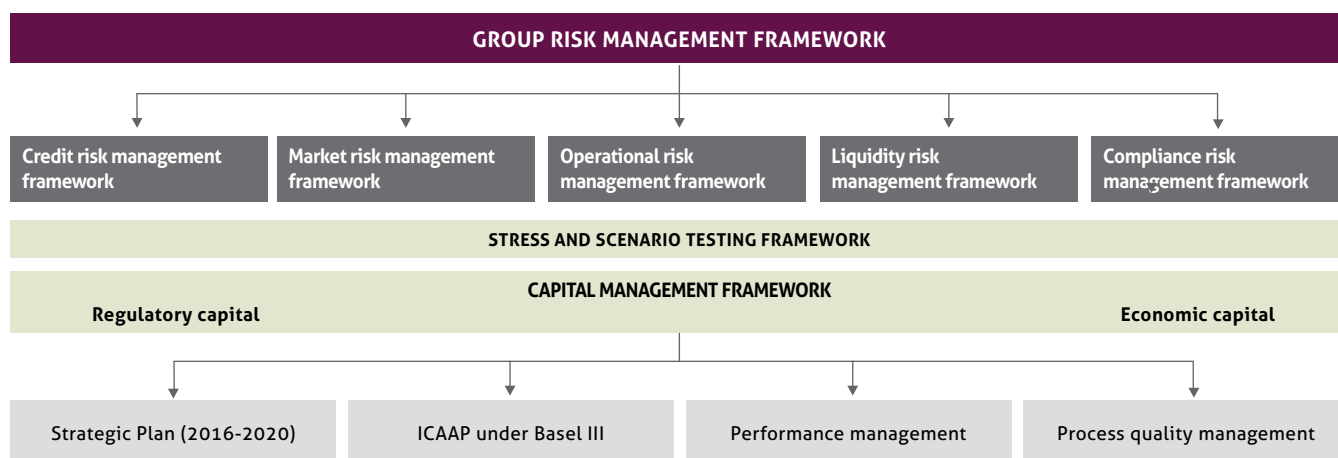 GROUP RISK MANAGEMENT FRAMEWORK
Credit risk management
framework
Market risk management
framework
Operational risk
management framework
Liquidity risk
management framework
Compliance risk
management framework
STRESS AND SCENARIO TESTING FRAMEWORK
CAPITAL MANAGEMENT FRAMEWORK
Regulatory capital
Economic capital
Strategic Plan (2016-2020)
ICAAP under Basel III
Performance management
Process quality management